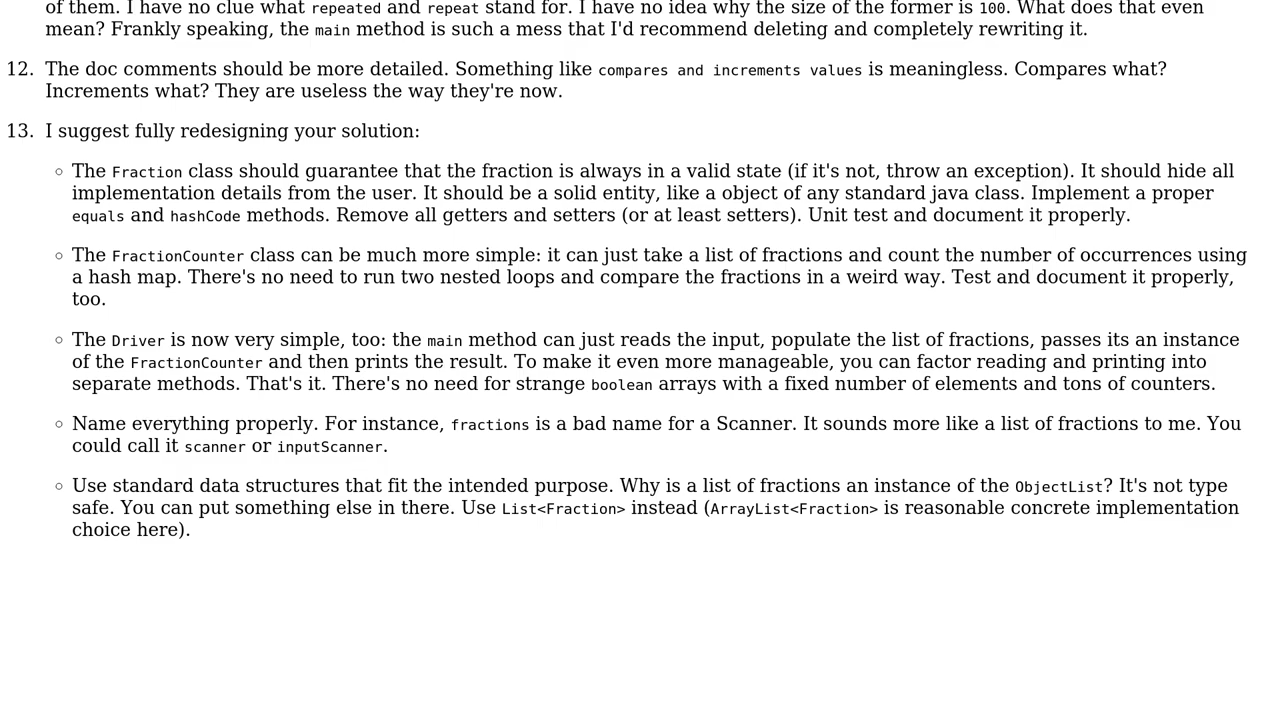 of them. I have no clue what repeated and repeat stand for. I have no idea why the size of the former is 100. What does that even
mean? Frankly speaking, the main method is such a mess that I'd recommend deleting and completely rewriting it.
12. The doc comments should be more detailed. Something like compares and increments values is meaningless. Compares what?
Increments what? They are useless the way they're now.
13. I suggest fully redesigning your solution:
◦ The Fraction class should guarantee that the fraction is always in a valid state (if it's not, throw an exception). It should hide all
implementation details from the user. It should be a solid entity, like a object of any standard java class. Implement a proper
equals and hashCode methods. Remove all getters and setters (or at least setters). Unit test and document it properly.
◦ The FractionCounter class can be much more simple: it can just take a list of fractions and count the number of occurrences using
a hash map. There's no need to run two nested loops and compare the fractions in a weird way. Test and document it properly,
too.
◦ The Driver is now very simple, too: the main method can just reads the input, populate the list of fractions, passes its an instance
of the FractionCounter and then prints the result. To make it even more manageable, you can factor reading and printing into
separate methods. That's it. There's no need for strange boolean arrays with a fixed number of elements and tons of counters.
◦ Name everything properly. For instance, fractions is a bad name for a Scanner. It sounds more like a list of fractions to me. You
could call it scanner or inputScanner.
◦ Use standard data structures that fit the intended purpose. Why is a list of fractions an instance of the ObjectList? It's not type
safe. You can put something else in there. Use List<Fraction> instead (ArrayList<Fraction> is reasonable concrete implementation
choice here).